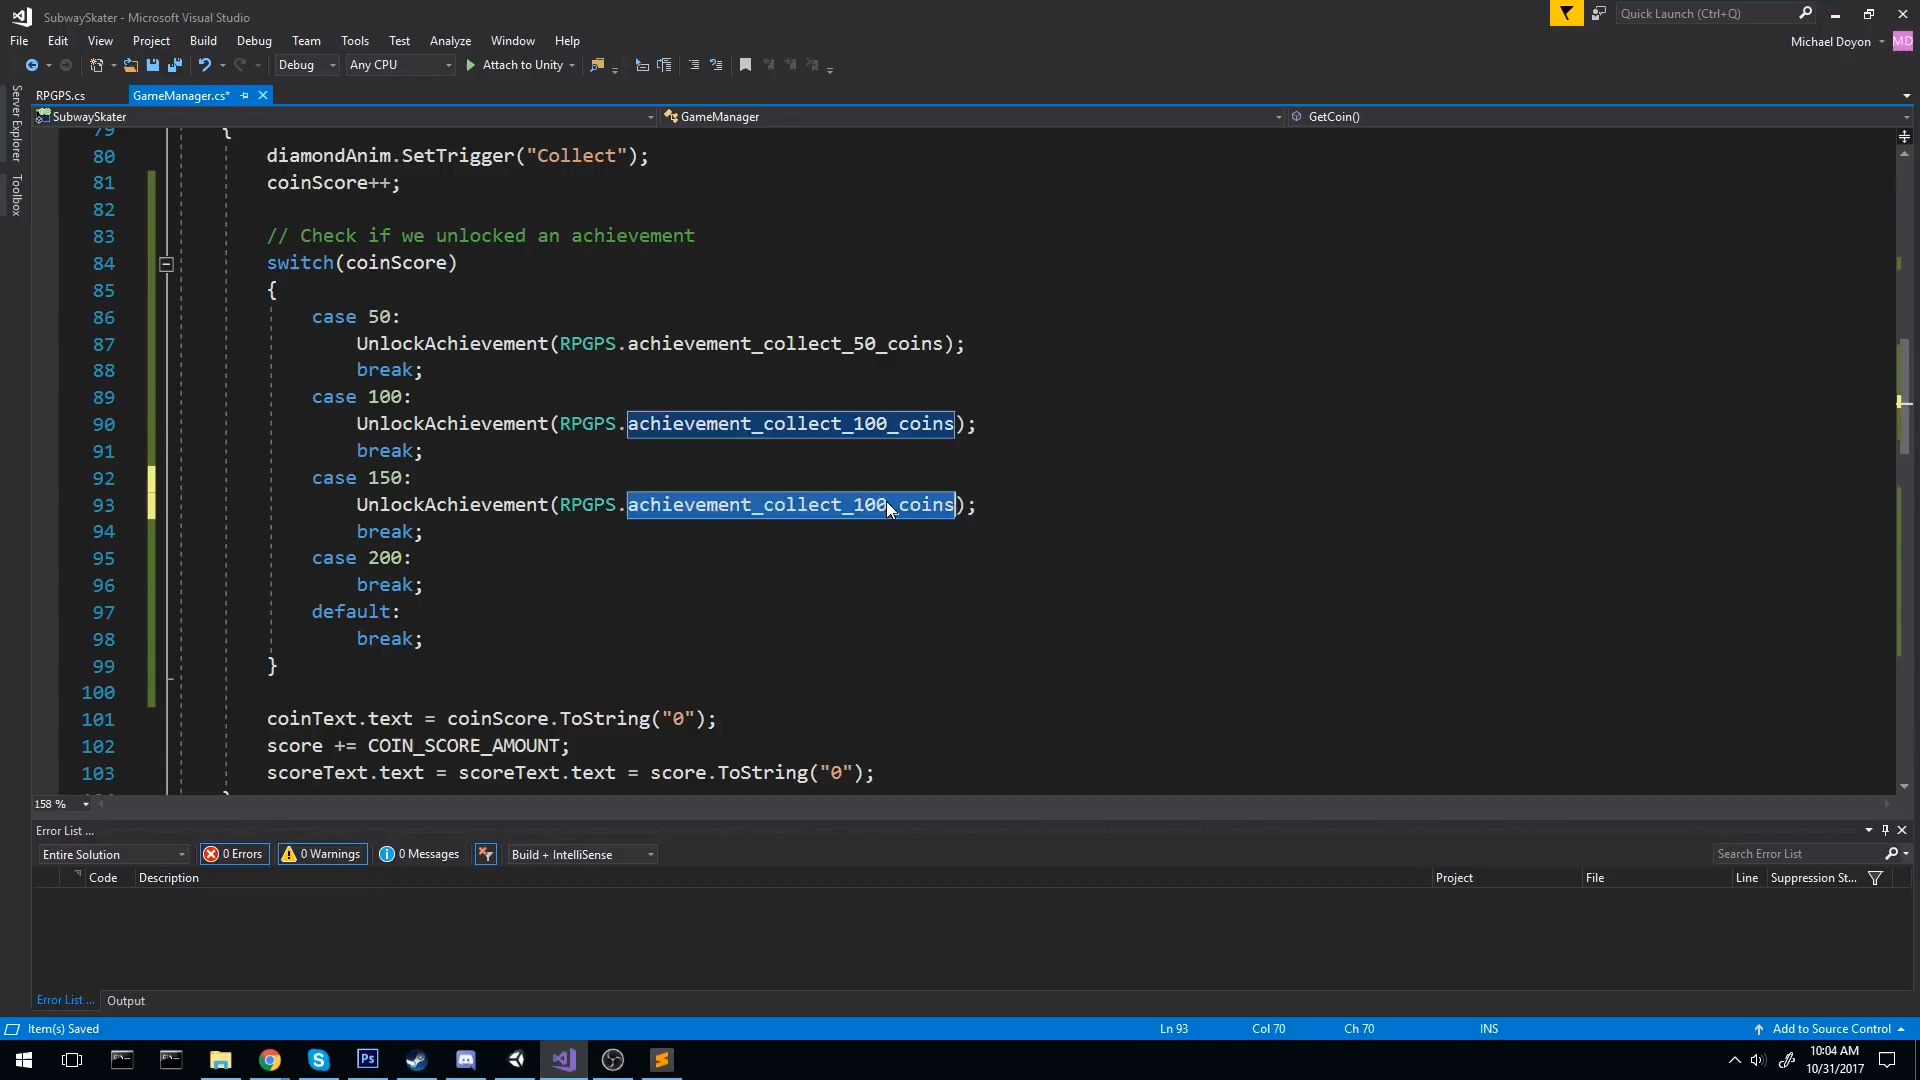 SubwaySkater - Microsoft Visual Studio
Quick Launch (Ctrl+Q)
File Edit View Project Build Debug Team Tools Test Analyze Window Help
Michael Doyon MD
Debug Any CPU Attach to Unity
Server Explorer
Toolbox
RPGPS.cs GameManager.cs*
SubwaySkater GameManager GetCoin()
79 {
80 diamondAnim.SetTrigger("Collect");
81 coinScore++;
82
83 // Check if we unlocked an achievement
84 switch(coinScore)
85 {
86 case 50:
87 UnlockAchievement(RPGPS.achievement_collect_50_coins);
88 break;
89 case 100:
90 UnlockAchievement(RPGPS.achievement_collect_100_coins);
91 break;
92 case 150:
93 UnlockAchievement(RPGPS.achievement_collect_100_coins);
94 break;
95 case 200:
96 break;
97 default:
98 break;
99 }
100
101 coinText.text = coinScore.ToString("0");
102 score += COIN_SCORE_AMOUNT;
103 scoreText.text = scoreText.text = score.ToString("0");
158 %
Error List ...
Entire Solution 0 Errors 0 Warnings 0 Messages Build + IntelliSense Search Error List
Code Description Project File Line Suppression St...
Error List ... Output
Item(s) Saved Ln 93 Col 70 Ch 70 INS Add to Source Control
Ps
10:04 AM
10/31/2017